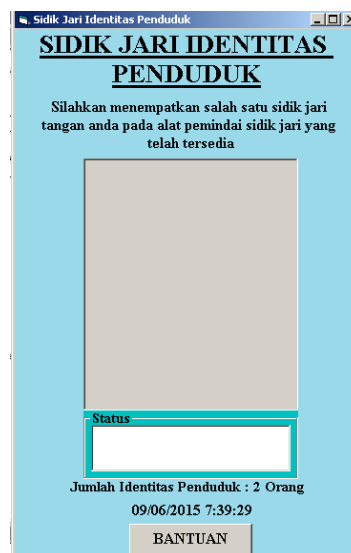 Sidik Jari Identitas Penduduk
SIDIK JARI IDENTITAS
PENDUDUK
Silahkan menempatkan salah satu sidik jari
tangan anda pada alat pemindai sidik jari yang
telah tersedia
Status
Jumlah Identitas Penduduk : 2 Orang
09/06/2015 7:39:29
BANTUAN